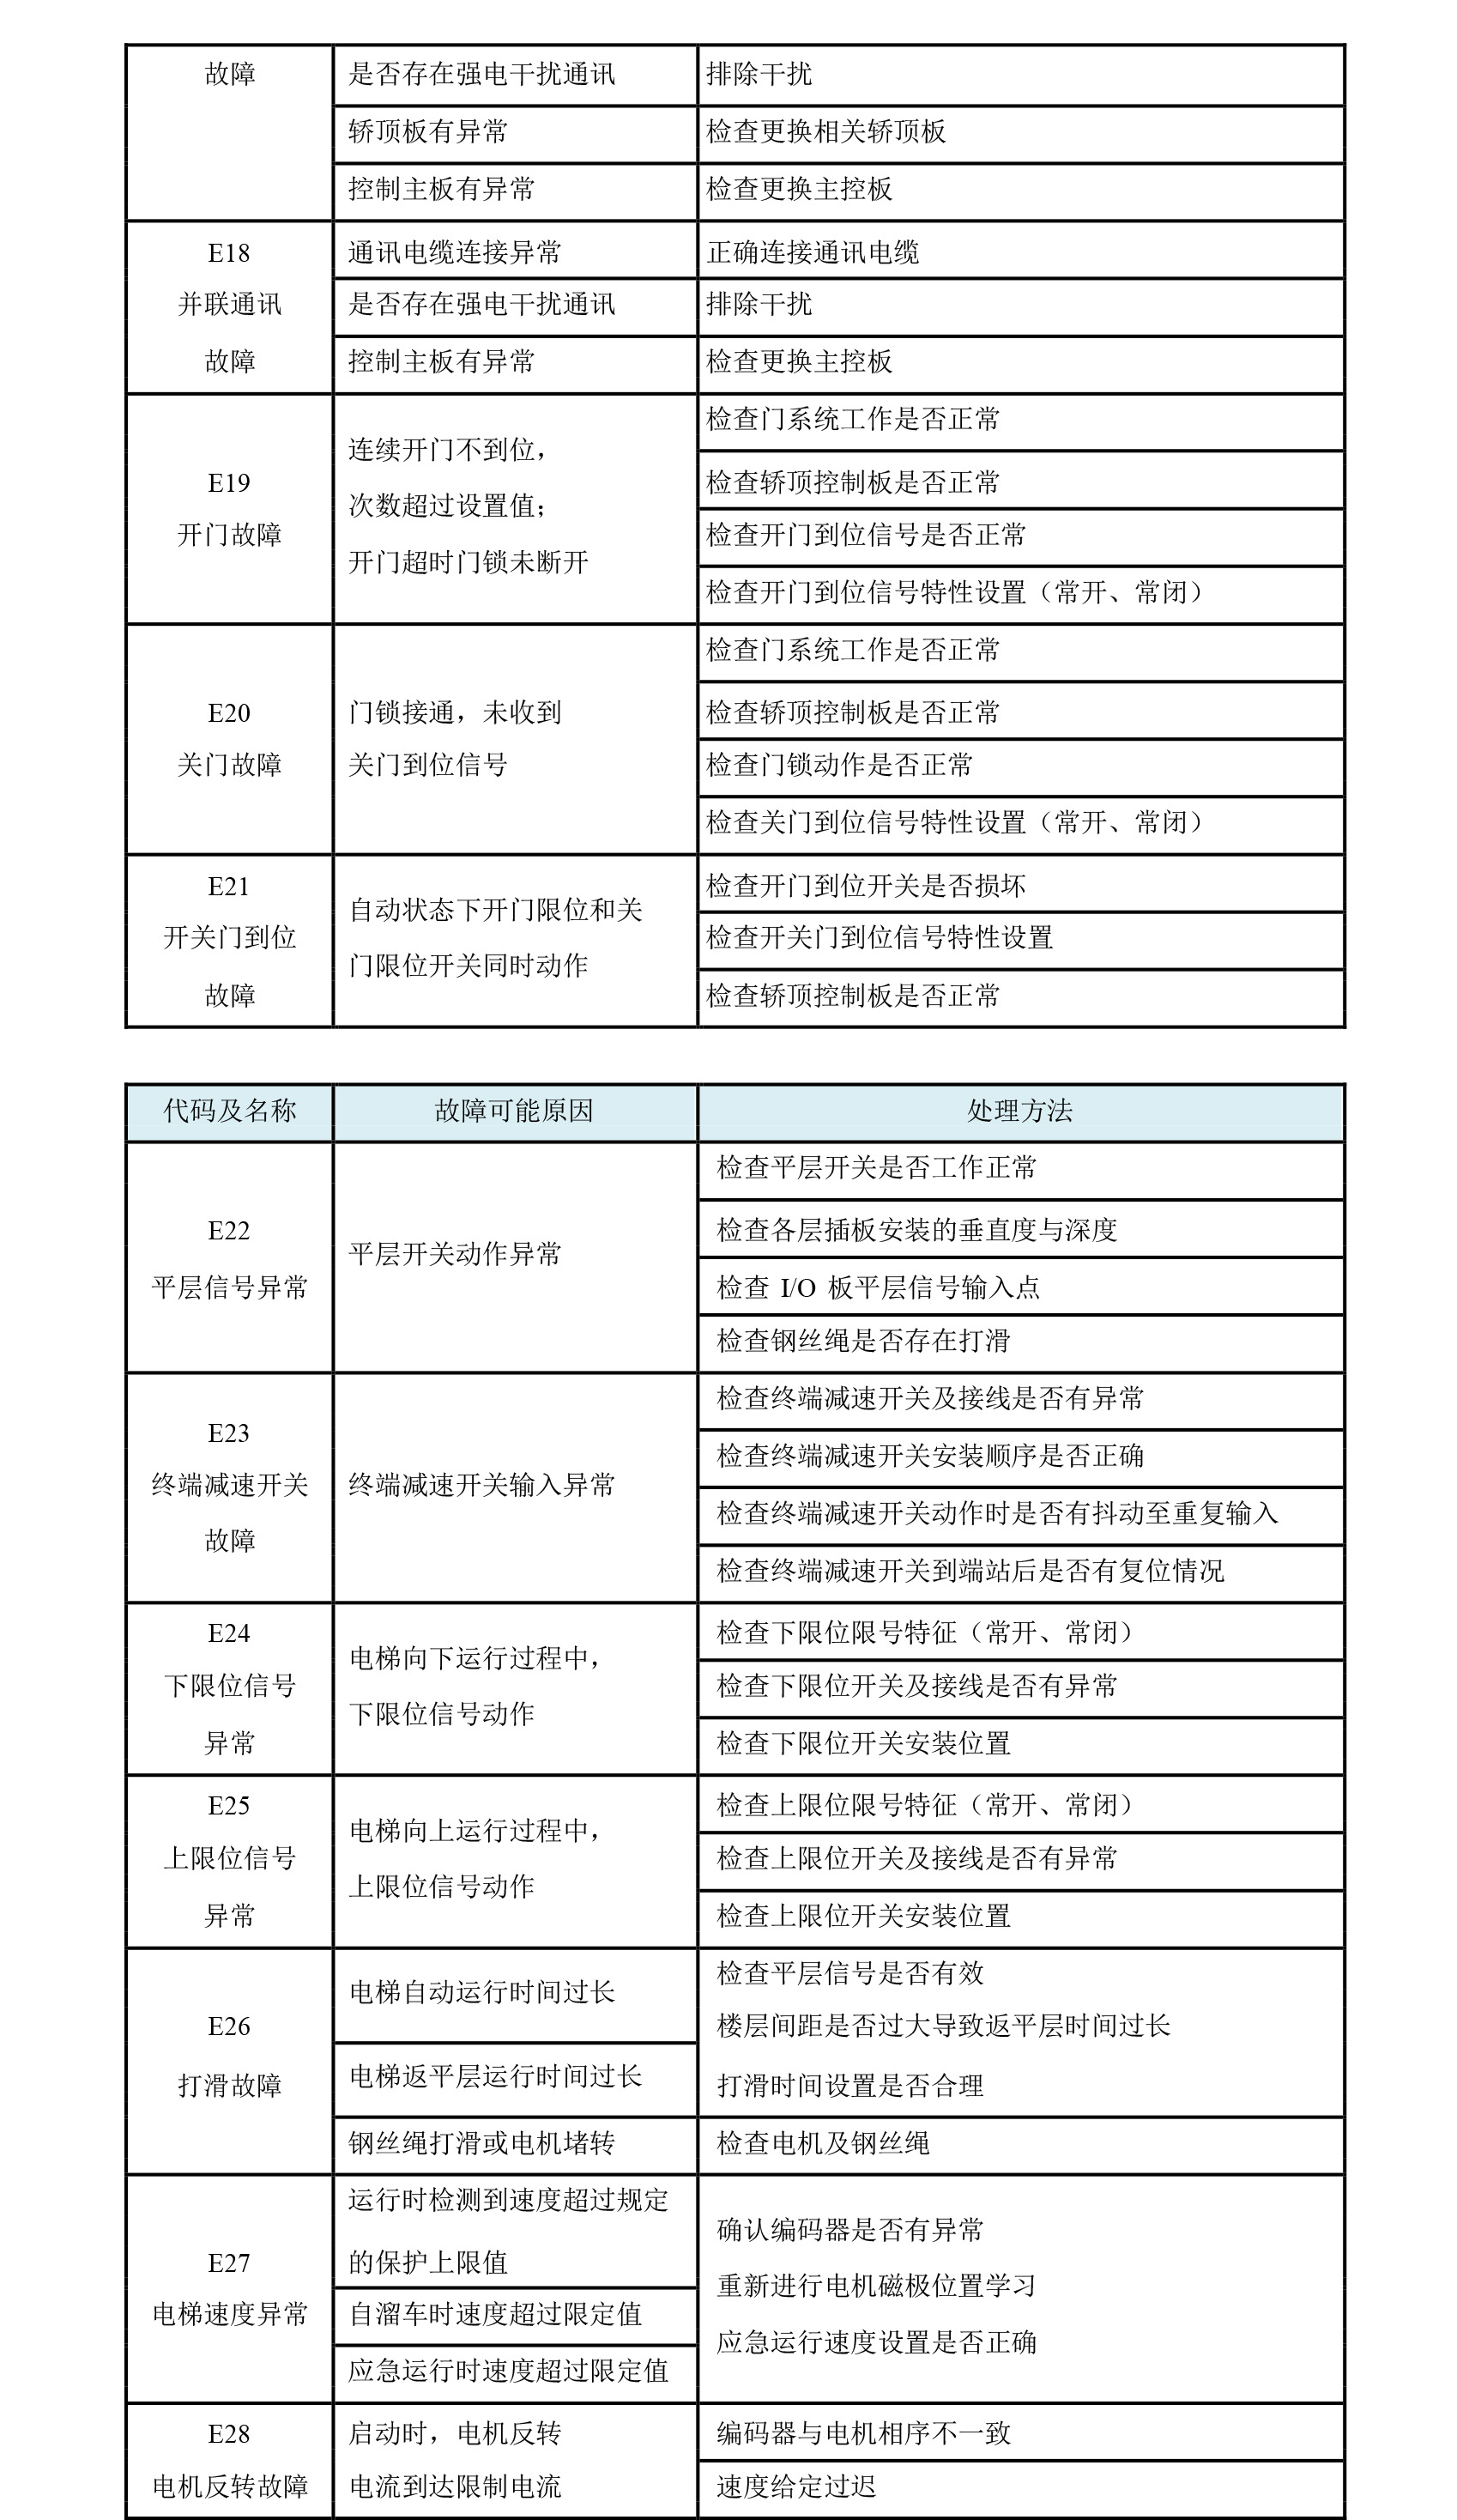 故障
是否存在强电干扰通讯
排除干扰
轿顶板有异常
检查更换相关轿顶板
控制主板有异常
检查更换主控板
E18
并联通讯
故障
通讯电缆连接异常
正确连接通讯电缆
是否存在强电干扰通讯
排除干扰
控制主板有异常
检查更换主控板
E19
开门故障
连续开门不到位，
次数超过设置值；
开门超时门锁未断开
检查门系统工作是否正常
检查轿顶控制板是否正常
检查开门到位信号是否正常
检查开门到位信号特性设置（常开、常闭）
E20
关门故障
门锁接通，未收到
关门到位信号
检查门系统工作是否正常
检查轿顶控制板是否正常
检查门锁动作是否正常
检查关门到位信号特性设置（常开、常闭）
E21
开关门到位
故障
自动状态下开门限位和关
门限位开关同时动作
检查开门到位开关是否损坏
检查开关门到位信号特性设置
检查轿顶控制板是否正常
代码及名称
故障可能原因
处理方法
E22
平层信号异常
平层开关动作异常
检查平层开关是否工作正常
检查各层插板安装的垂直度与深度
检查 I/O 板平层信号输入点
检查钢丝绳是否存在打滑
E23
终端减速开关
故障
终端减速开关输入异常
检查终端减速开关及接线是否有异常
检查终端减速开关安装顺序是否正确
检查终端减速开关动作时是否有抖动至重复输入
检查终端减速开关到端站后是否有复位情况
E24
下限位信号
异常
电梯向下运行过程中，
下限位信号动作
检查下限位限号特征（常开、常闭）
检查下限位开关及接线是否有异常
检查下限位开关安装位置
E25
上限位信号
异常
电梯向上运行过程中，
上限位信号动作
检查上限位限号特征（常开、常闭）
检查上限位开关及接线是否有异常
检查上限位开关安装位置
E26
打滑故障
电梯自动运行时间过长
电梯返平层运行时间过长
检查平层信号是否有效
楼层间距是否过大导致返平层时间过长
打滑时间设置是否合理
钢丝绳打滑或电机堵转
检查电机及钢丝绳
E27
电梯速度异常
运行时检测到速度超过规定
的保护上限值
自溜车时速度超过限定值
应急运行时速度超过限定值
确认编码器是否有异常
重新进行电机磁极位置学习
应急运行速度设置是否正确
E28
电机反转故障
启动时，电机反转
电流到达限制电流
编码器与电机相序不一致
速度给定过迟